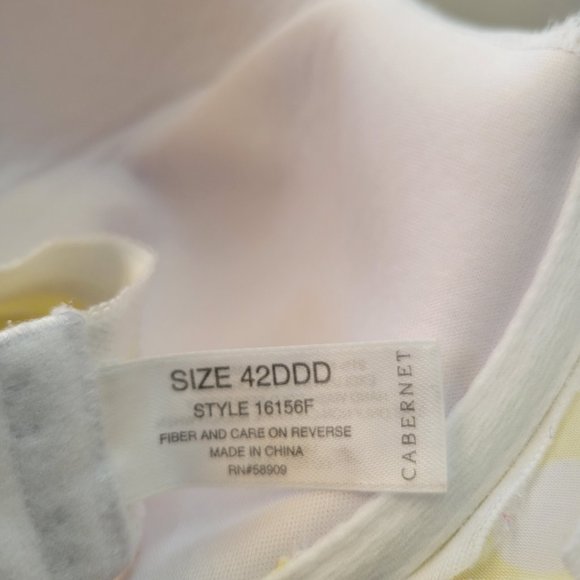 SIZE 42DDD
STYLE 16156F
FIBER AND CARE ON REVERSE
MADE IN CHINA
RN#58909
CABERNET